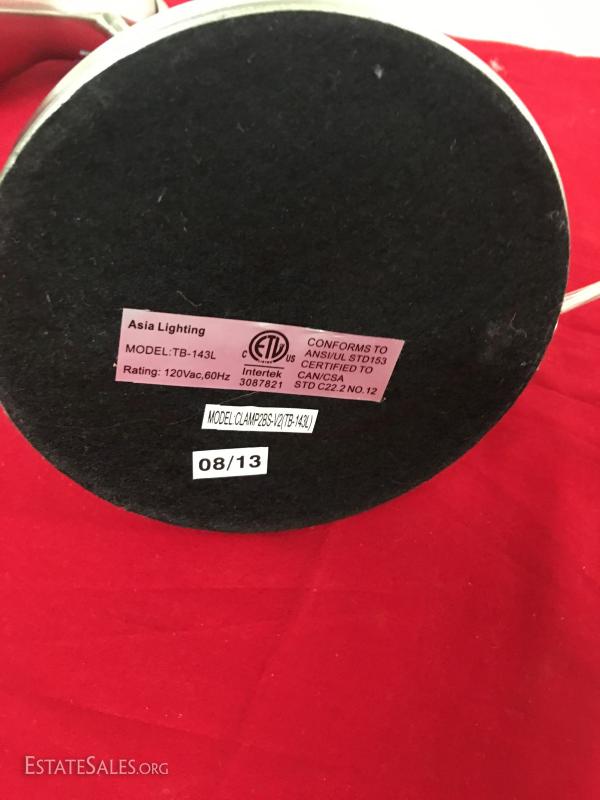 Asia Lighting
MODEL:TB-143L
Rating: 120Vac,60Hz
C ETL US
Intertek
3087821
CONFORMS TO
ANSI/UL STD153
CERTIFIED TO
CAN/CSA
STD C22.2 NO.12
MODEL:CLAMP2BS-V2(TB-143L)
08/13
ESTATESALES.ORG